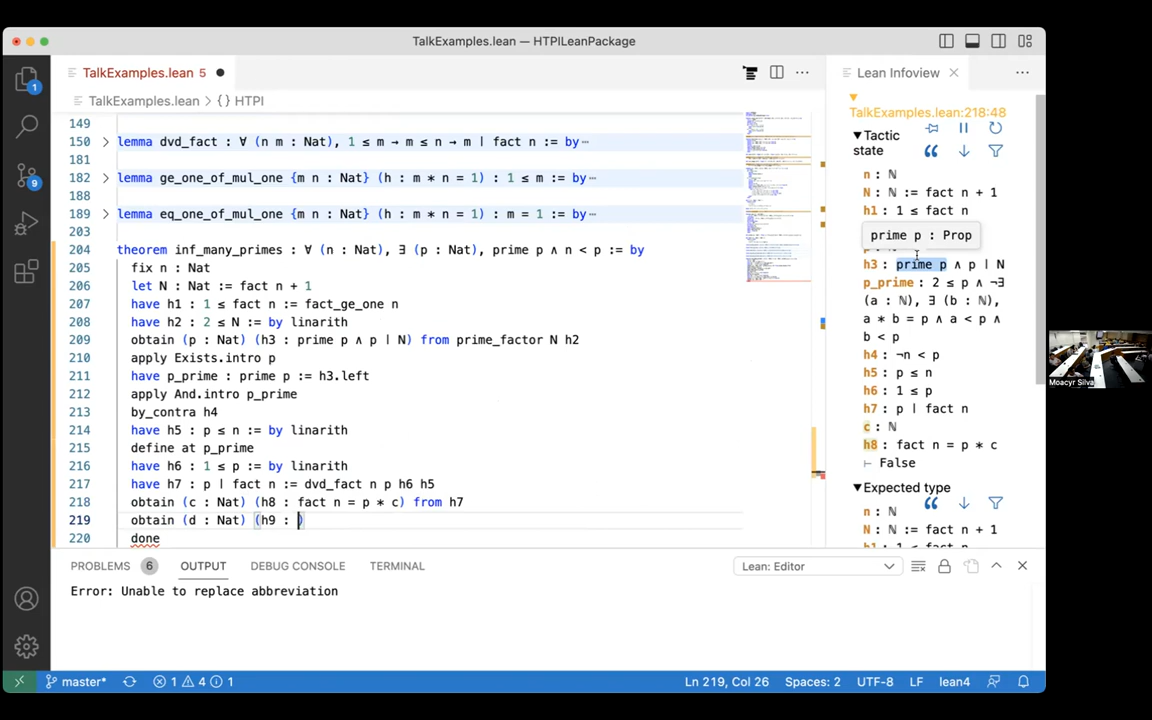 TalkExamples.lean — HTPILeanPackage
TalkExamples.lean 5
TalkExamples.lean > {} HTPI
149
150 lemma dvd_fact : ∀ (n m : Nat), 1 ≤ m → m ≤ n → m ∣ fact n := by⋯
181
182 lemma ge_one_of_mul_one {m n : Nat} (h : m * n = 1) : 1 ≤ m := by⋯
188
189 lemma eq_one_of_mul_one {m n : Nat} (h : m * n = 1) : m = 1 := by⋯
203
204 theorem inf_many_primes : ∀ (n : Nat), ∃ (p : Nat), prime p ∧ n < p := by
205 fix n : Nat
206 let N : Nat := fact n + 1
207 have h1 : 1 ≤ fact n := fact_ge_one n
208 have h2 : 2 ≤ N := by linarith
209 obtain (p : Nat) (h3 : prime p ∧ p ∣ N) from prime_factor N h2
210 apply Exists.intro p
211 have p_prime : prime p := h3.left
212 apply And.intro p_prime
213 by_contra h4
214 have h5 : p ≤ n := by linarith
215 define at p_prime
216 have h6 : 1 ≤ p := by linarith
217 have h7 : p ∣ fact n := dvd_fact n p h6 h5
218 obtain (c : Nat) (h8 : fact n = p * c) from h7
219 obtain (d : Nat) (h9 : )
220 done
Lean Infoview
TalkExamples.lean:218:48
Tactic
state
n : ℕ
N : ℕ := fact n + 1
h1 : 1 ≤ fact n
prime p : Prop
h3 : prime p ∧ p ∣ N
p_prime : 2 ≤ p ∧ ¬∃
(a : ℕ), ∃ (b : ℕ),
a * b = p ∧ a < p ∧
b < p
h4 : ¬n < p
h5 : p ≤ n
h6 : 1 ≤ p
h7 : p ∣ fact n
c : ℕ
h8 : fact n = p * c
⊢ False
Expected type
n : ℕ
N : ℕ := fact n + 1
h1 : 1 ≤ fact n
PROBLEMS 6 OUTPUT DEBUG CONSOLE TERMINAL
Lean: Editor
Error: Unable to replace abbreviation
1
9
master* 1 4 1
Ln 219, Col 26 Spaces: 2 UTF-8 LF lean4
Moacyr Silva